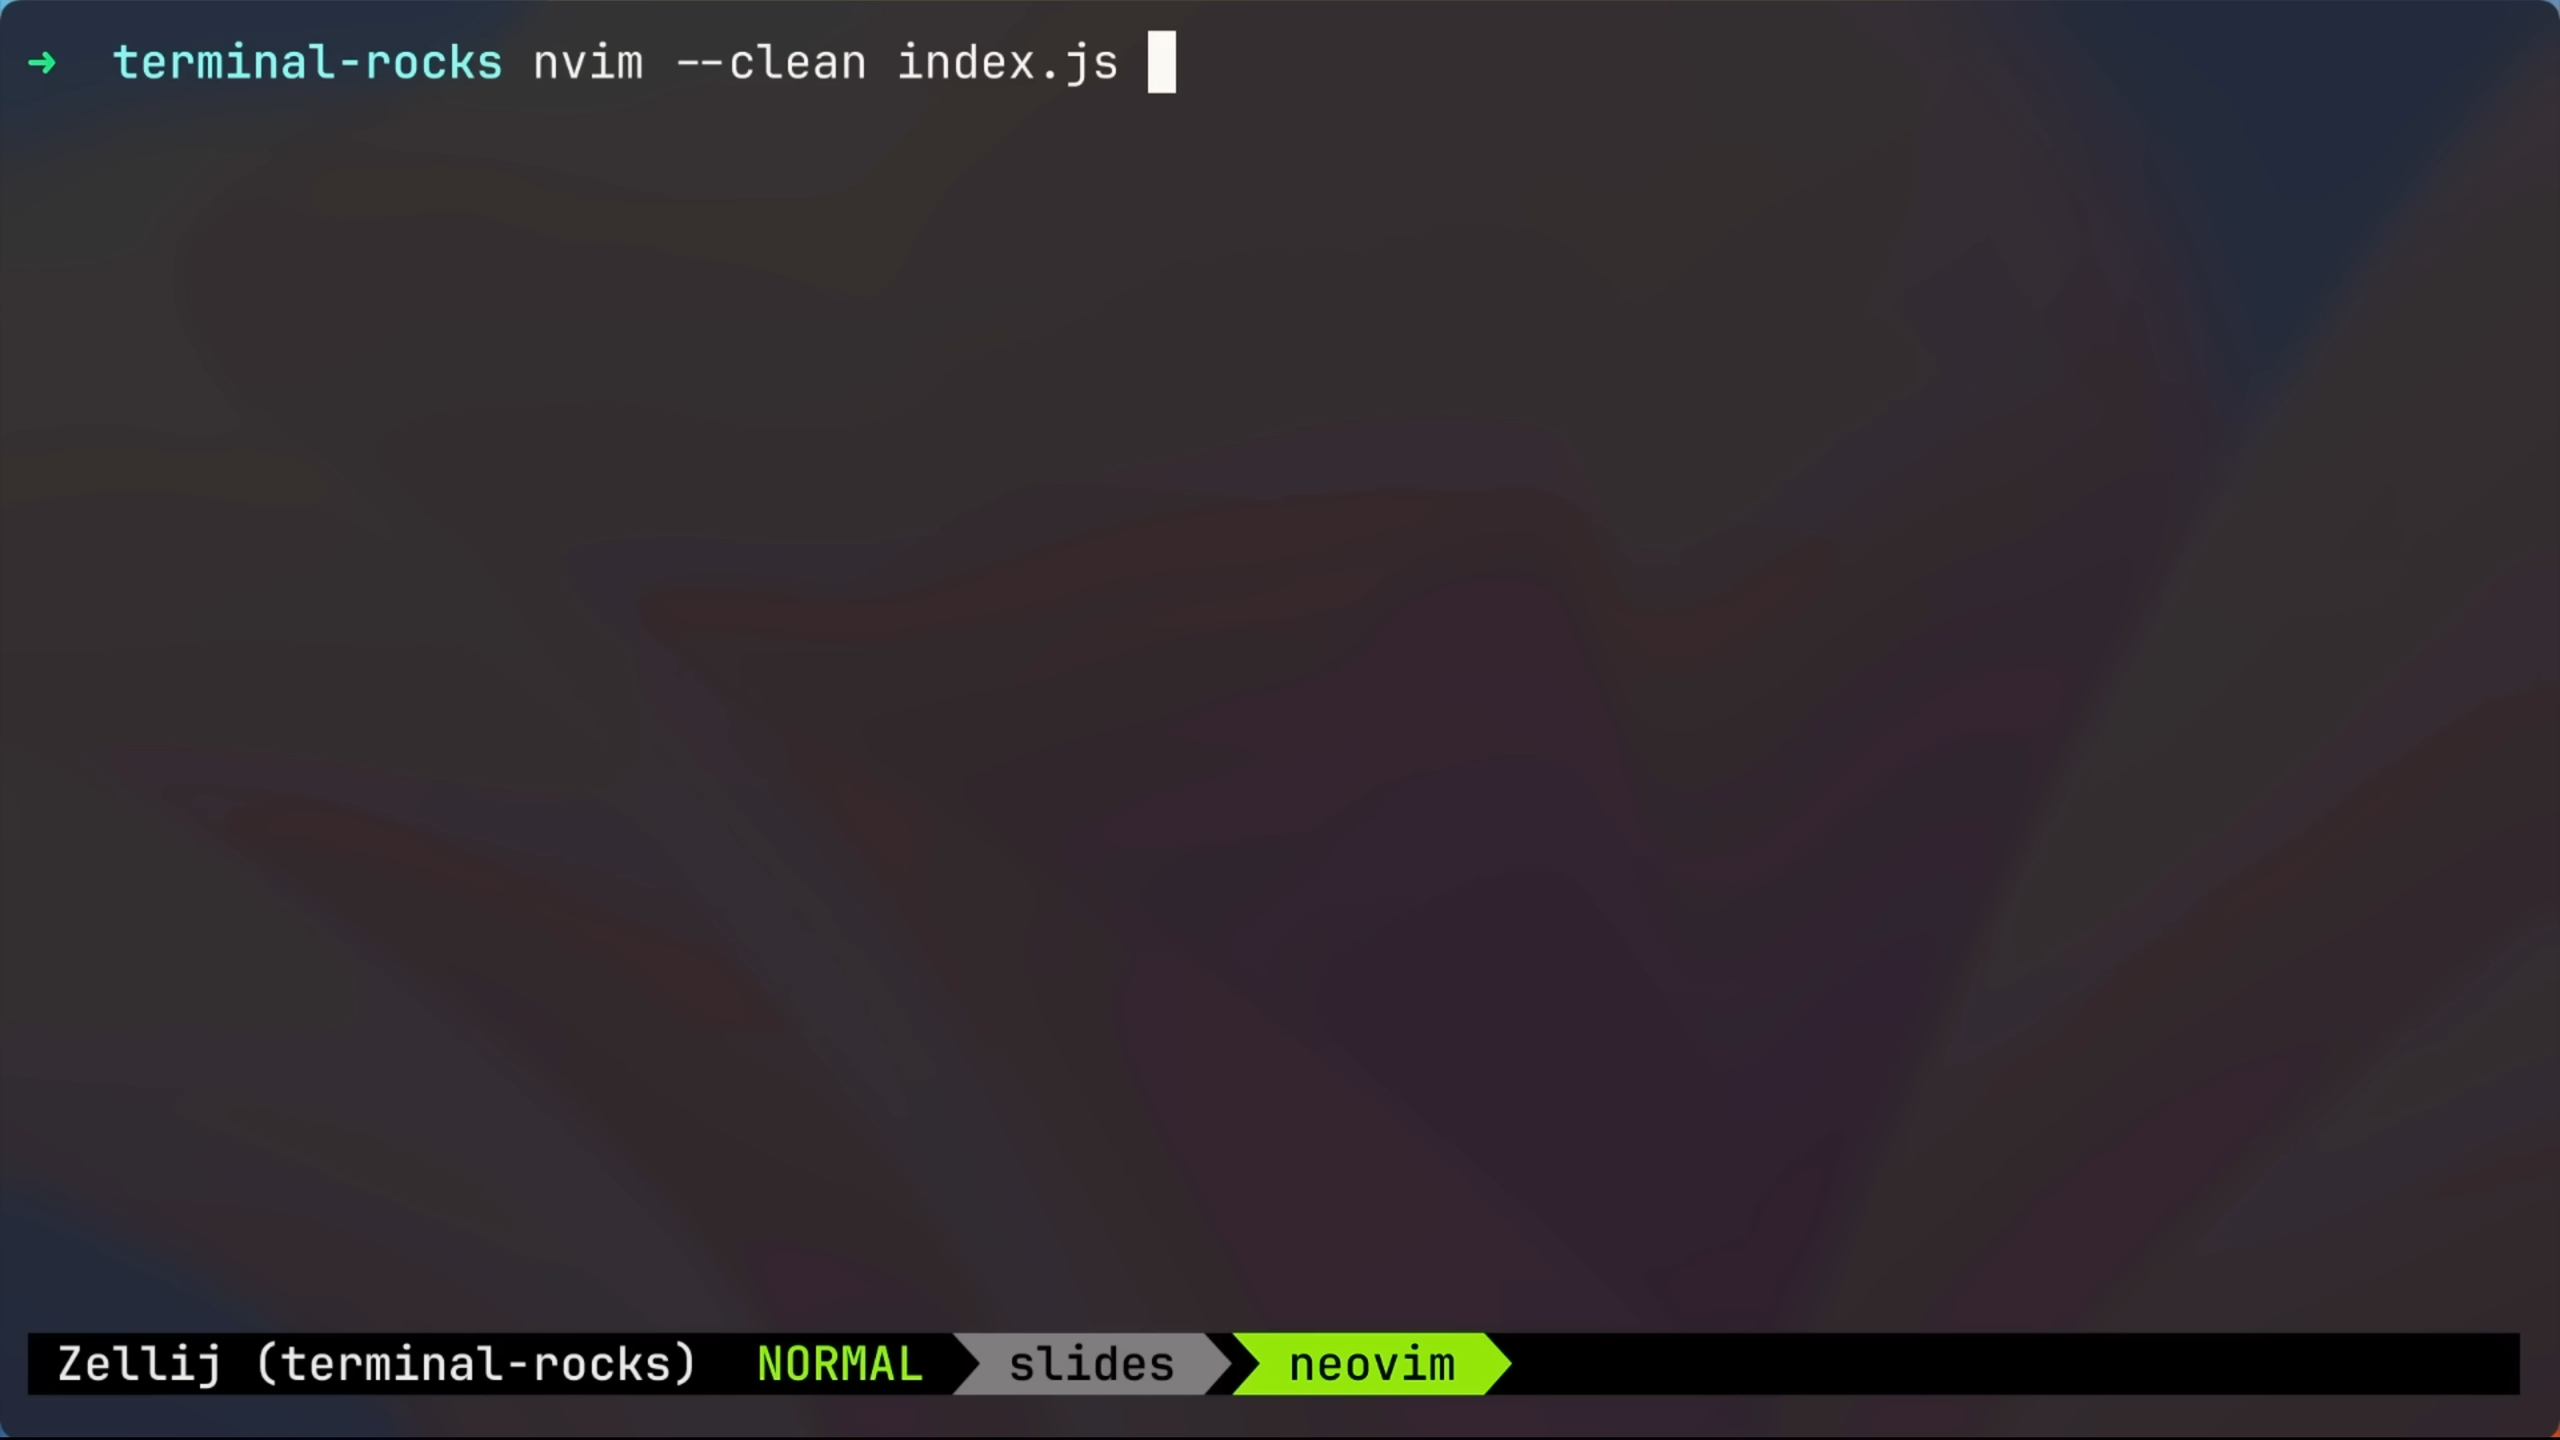 → terminal-rocks nvim --clean index.js
Zellij (terminal-rocks) NORMAL slides neovim